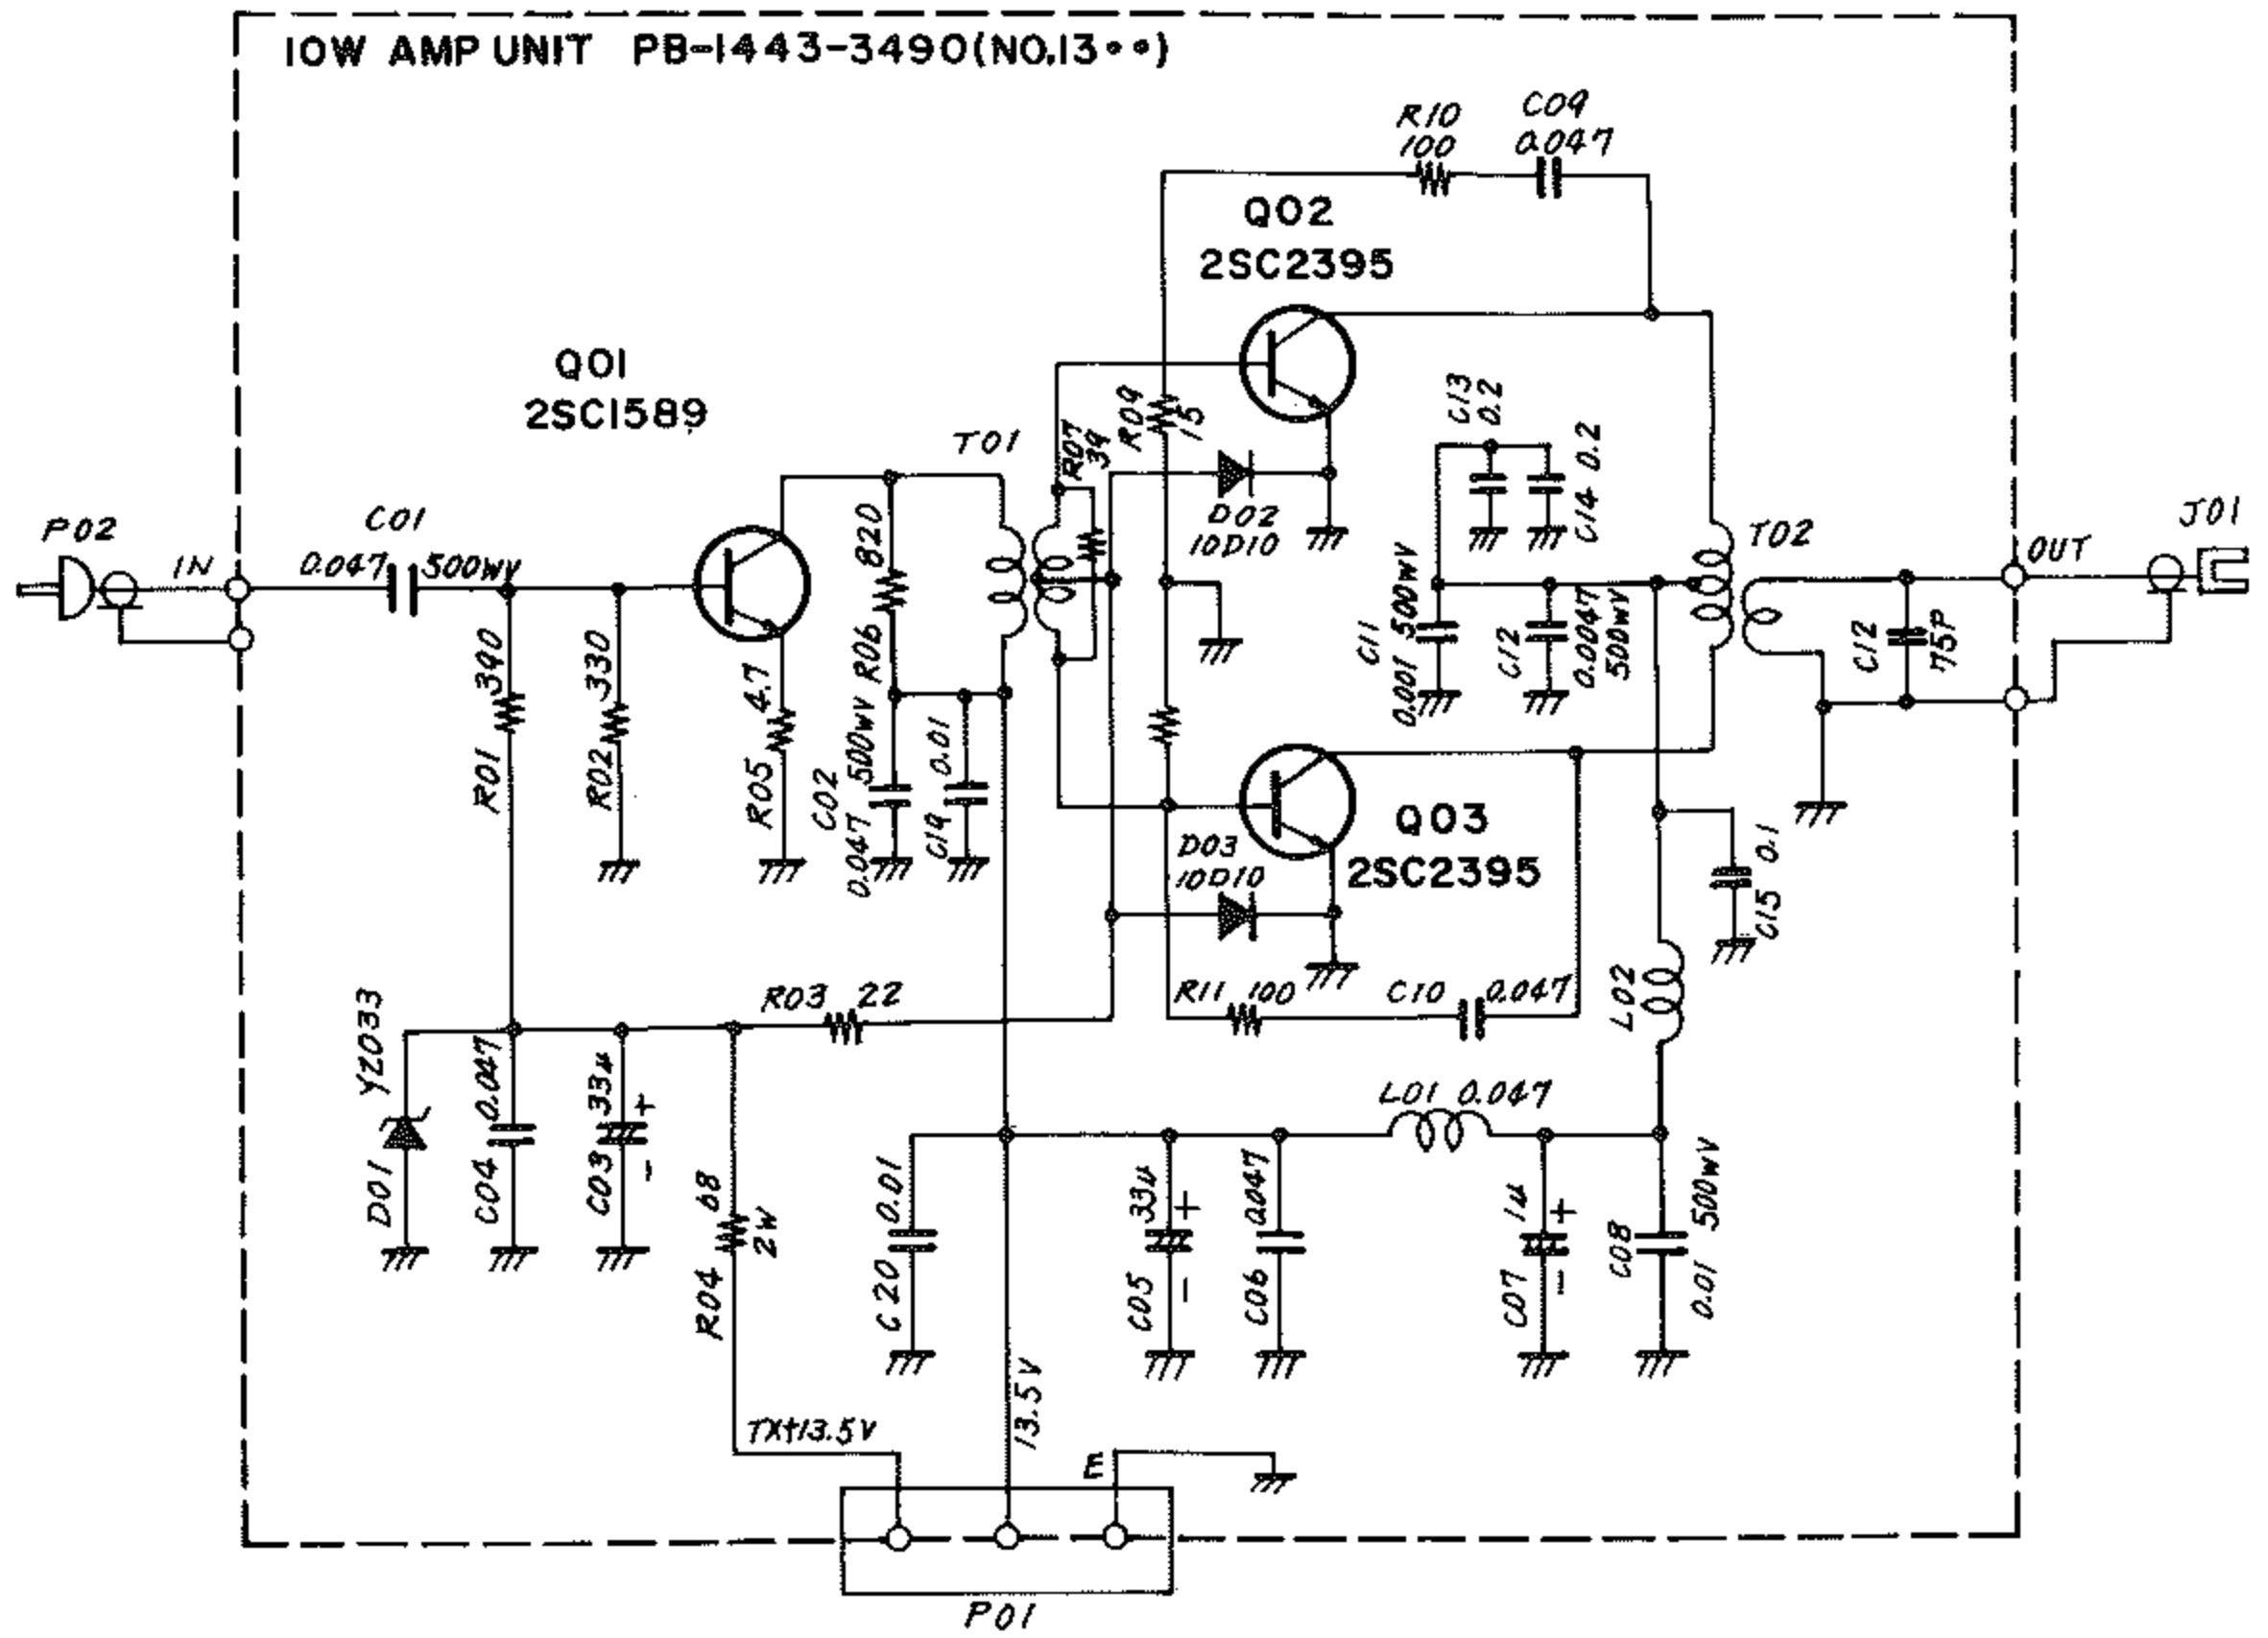 10W AMP UNIT PB-1443-3490(NO.13••)
R10
100
C09
0.047
Q02
2SC2395
Q01
2SC1589
T01
R07
39
R09
15
C13
0.2
C14 0.2
D02
10D10
T02
J01
OUT
P02
IN
C01
0.047 500WV
R01
390
R02
330
R05
4.7
R06
820
C02
0.047 500WV
C19
0.01
C11
0.001 500WV
C12
0.0047
500WV
C12
75P
Q03
2SC2395
D03
10D10
C15 0.1
R03 22
R11 100
C10 0.047
L02
YZ033
D01
C04 0.047
C03 33μ
+
-
R04
68
2W
C20 0.01
C05 33μ
+
-
C06 0.047
L01 0.047
C07 1μ
+
-
C08
0.01 500WV
TX+13.5V
13.5V
E
P01